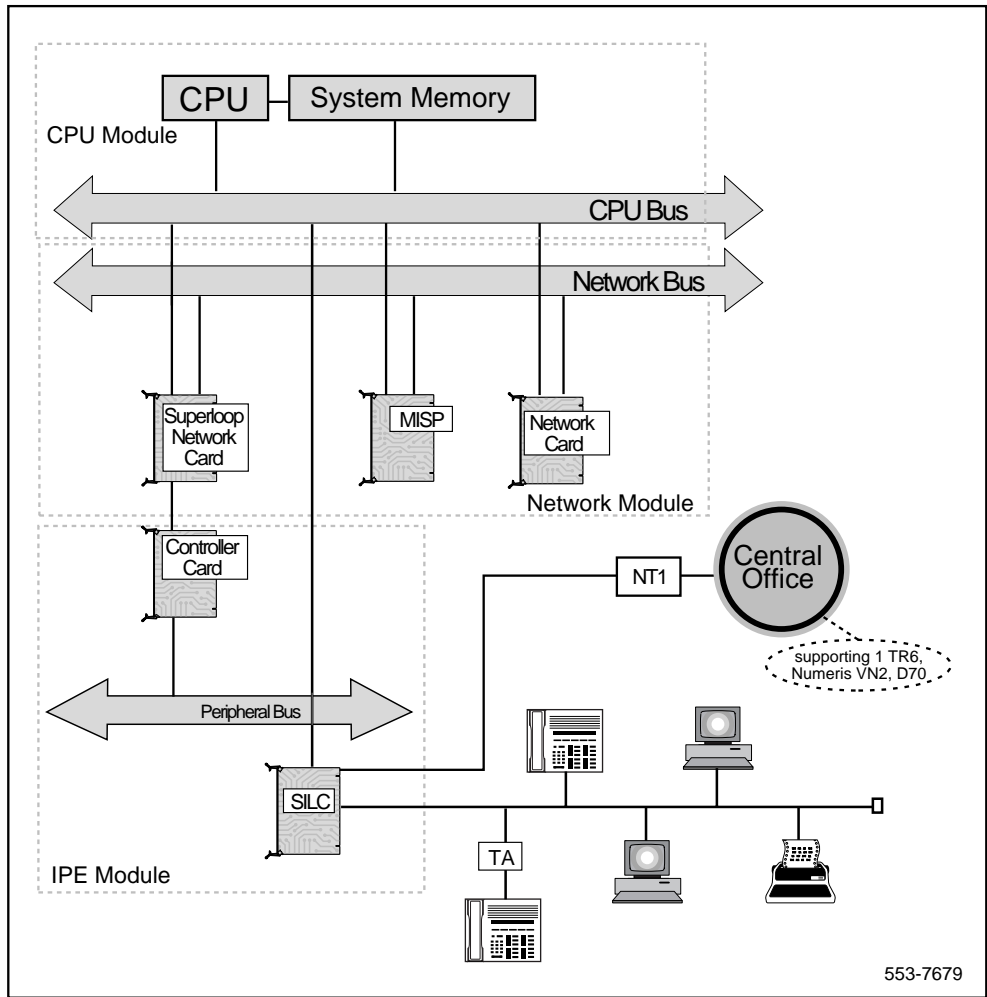 CPU
System Memory
CPU Module
CPU Bus
Network Bus
Superloop
Network
Card
MISP
Network
Card
Network Module
Controller
Card
NT1
Central
Office
supporting 1 TR6,
Numeris VN2, D70
Peripheral Bus
SILC
TA
IPE Module
553-7679